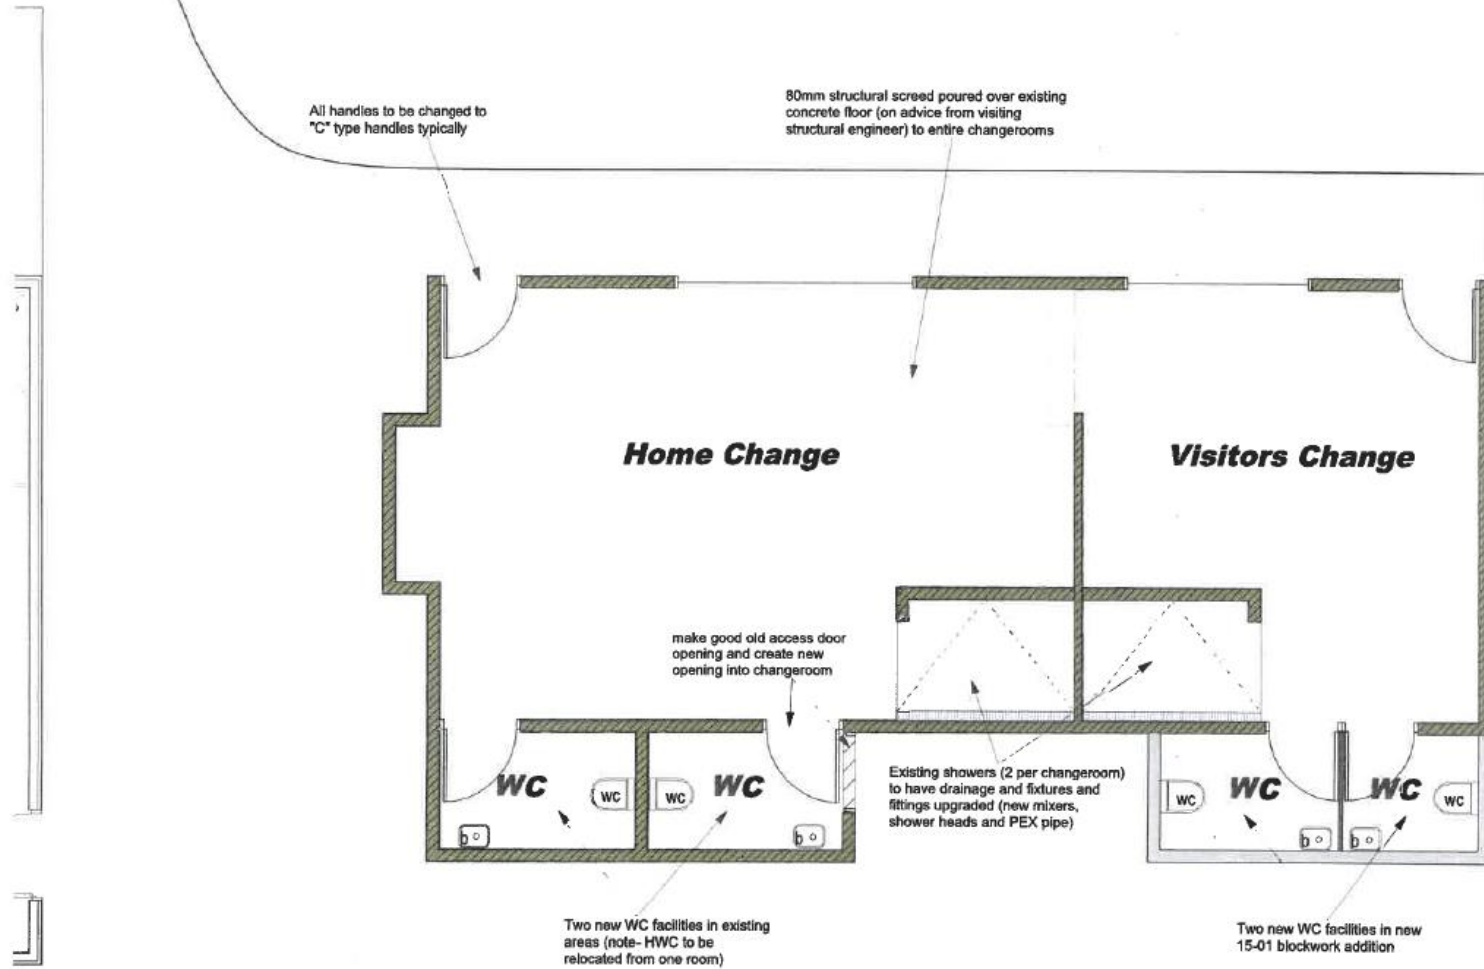 All handles to be changed to
"C" type handles typically
80mm structural screed poured over existing
concrete floor (on advice from visiting
structural engineer) to entire changerooms
Home Change
Visitors Change
make good old access door
opening and create new
opening into changeroom
WC
WC
WC
WC
WC
WC
WC
WC
b
b
b
b
Existing showers (2 per changeroom)
to have drainage and fixtures and
fittings upgraded (new mixers,
shower heads and PEX pipe)
Two new WC facilities in existing
areas (note- HWC to be
relocated from one room)
Two new WC facilities in new
15-01 blockwork addition